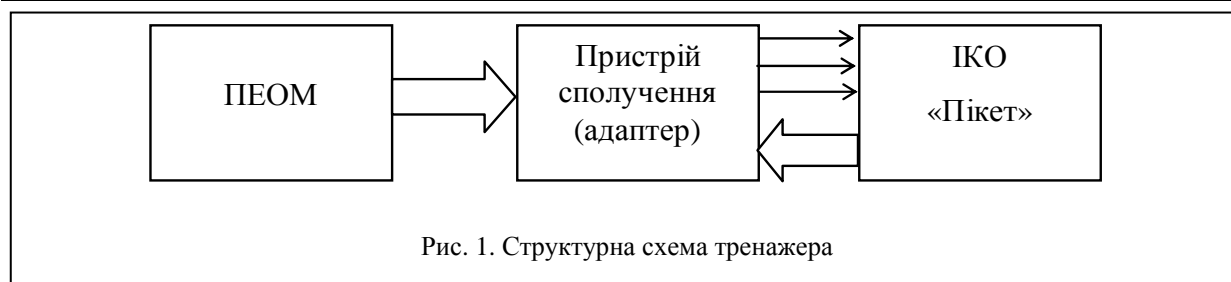 ПЕОМ
Пристрій
сполучення
(адаптер)
ІКО
«Пікет»
Рис. 1. Структурна схема тренажера